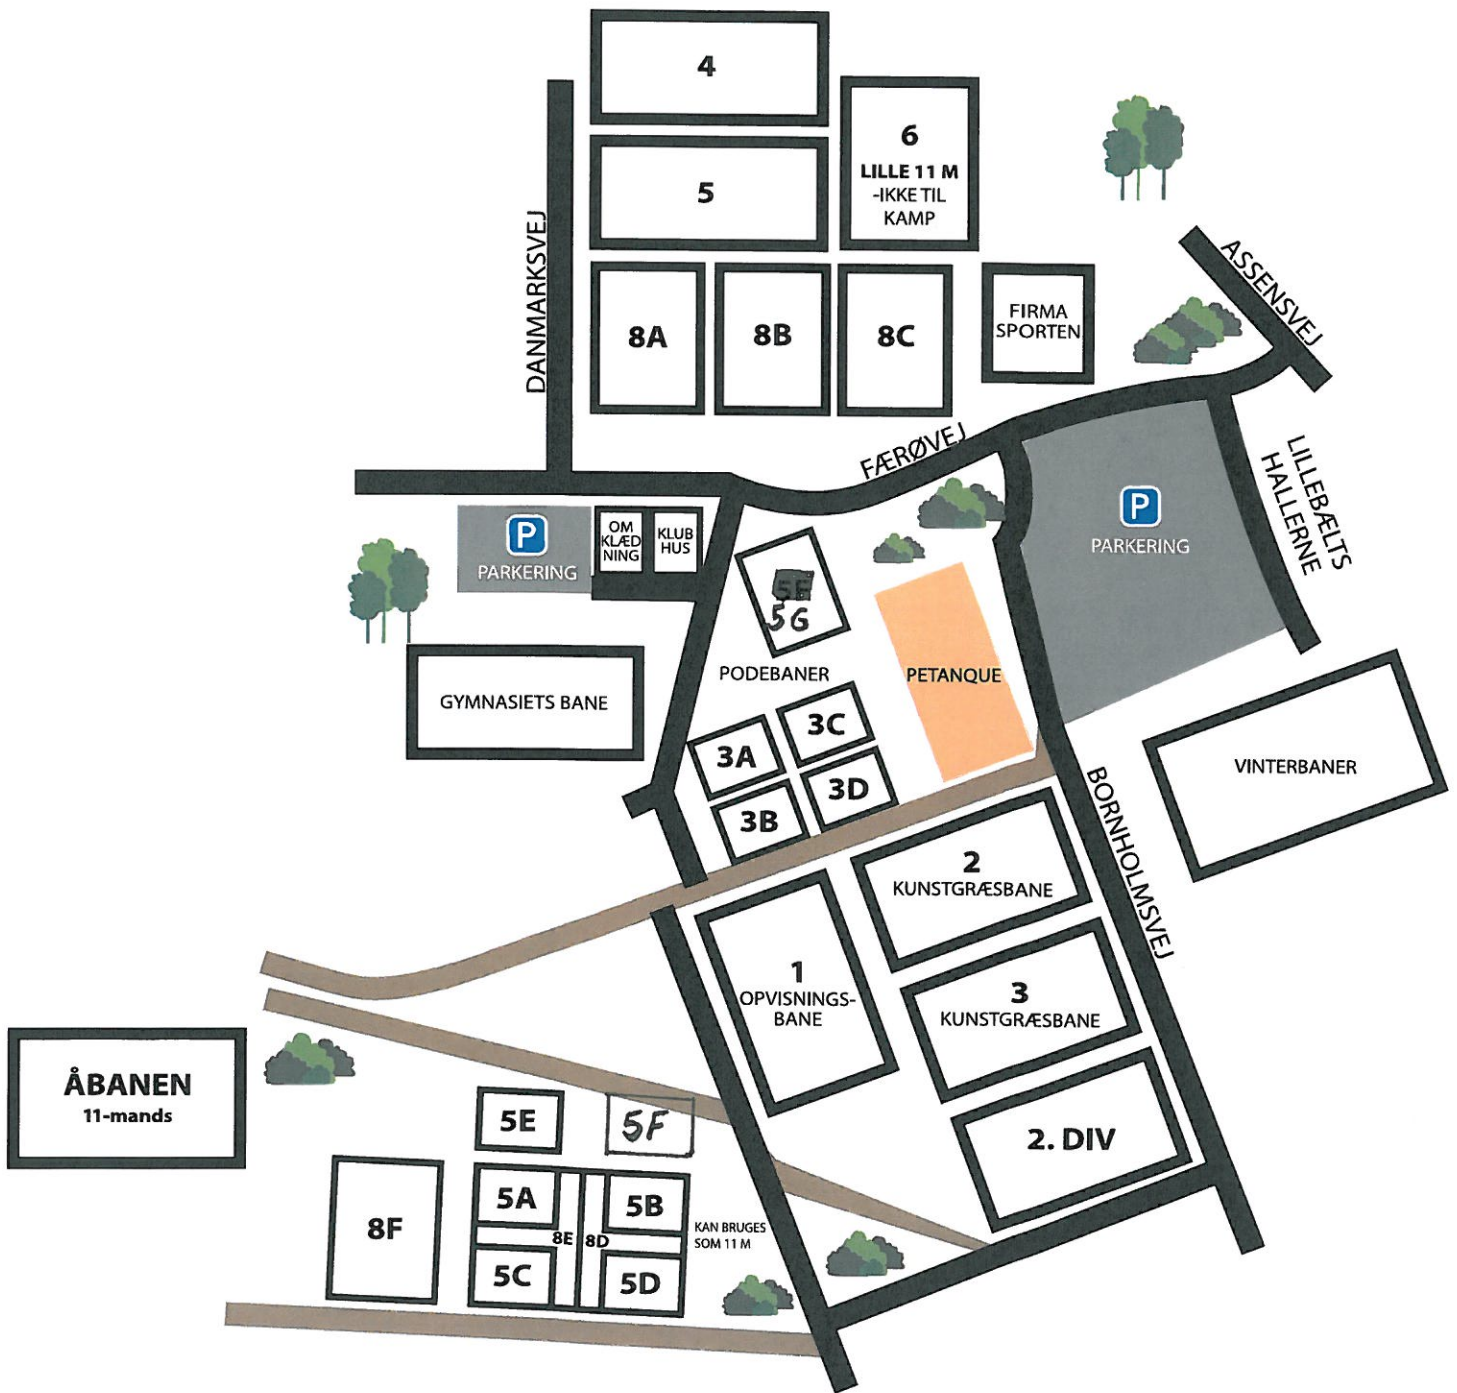 4
6
LILLE 11 M
-IKKE TIL
KAMP
5
DANMARKSVEJ
ASSENSVEJ
8A
8B
8C
FIRMA
SPORTEN
FÆRØVEJ
LILLEBÆLTS
HALLERNE
P
PARKERING
OM
KLÆD
NING
KLUB
HUS
P
PARKERING
5G
PODEBANER
PETANQUE
GYMNASIETS BANE
3A
3C
3B
3D
VINTERBANER
BORNHOLMSVEJ
2
KUNSTGRÆSBANE
1
OPVISNINGS-
BANE
3
KUNSTGRÆSBANE
2. DIV
ÅBANEN
11-mands
5E
5F
8F
5A
5B
8E
8D
5C
5D
KAN BRUGES
SOM 11 M